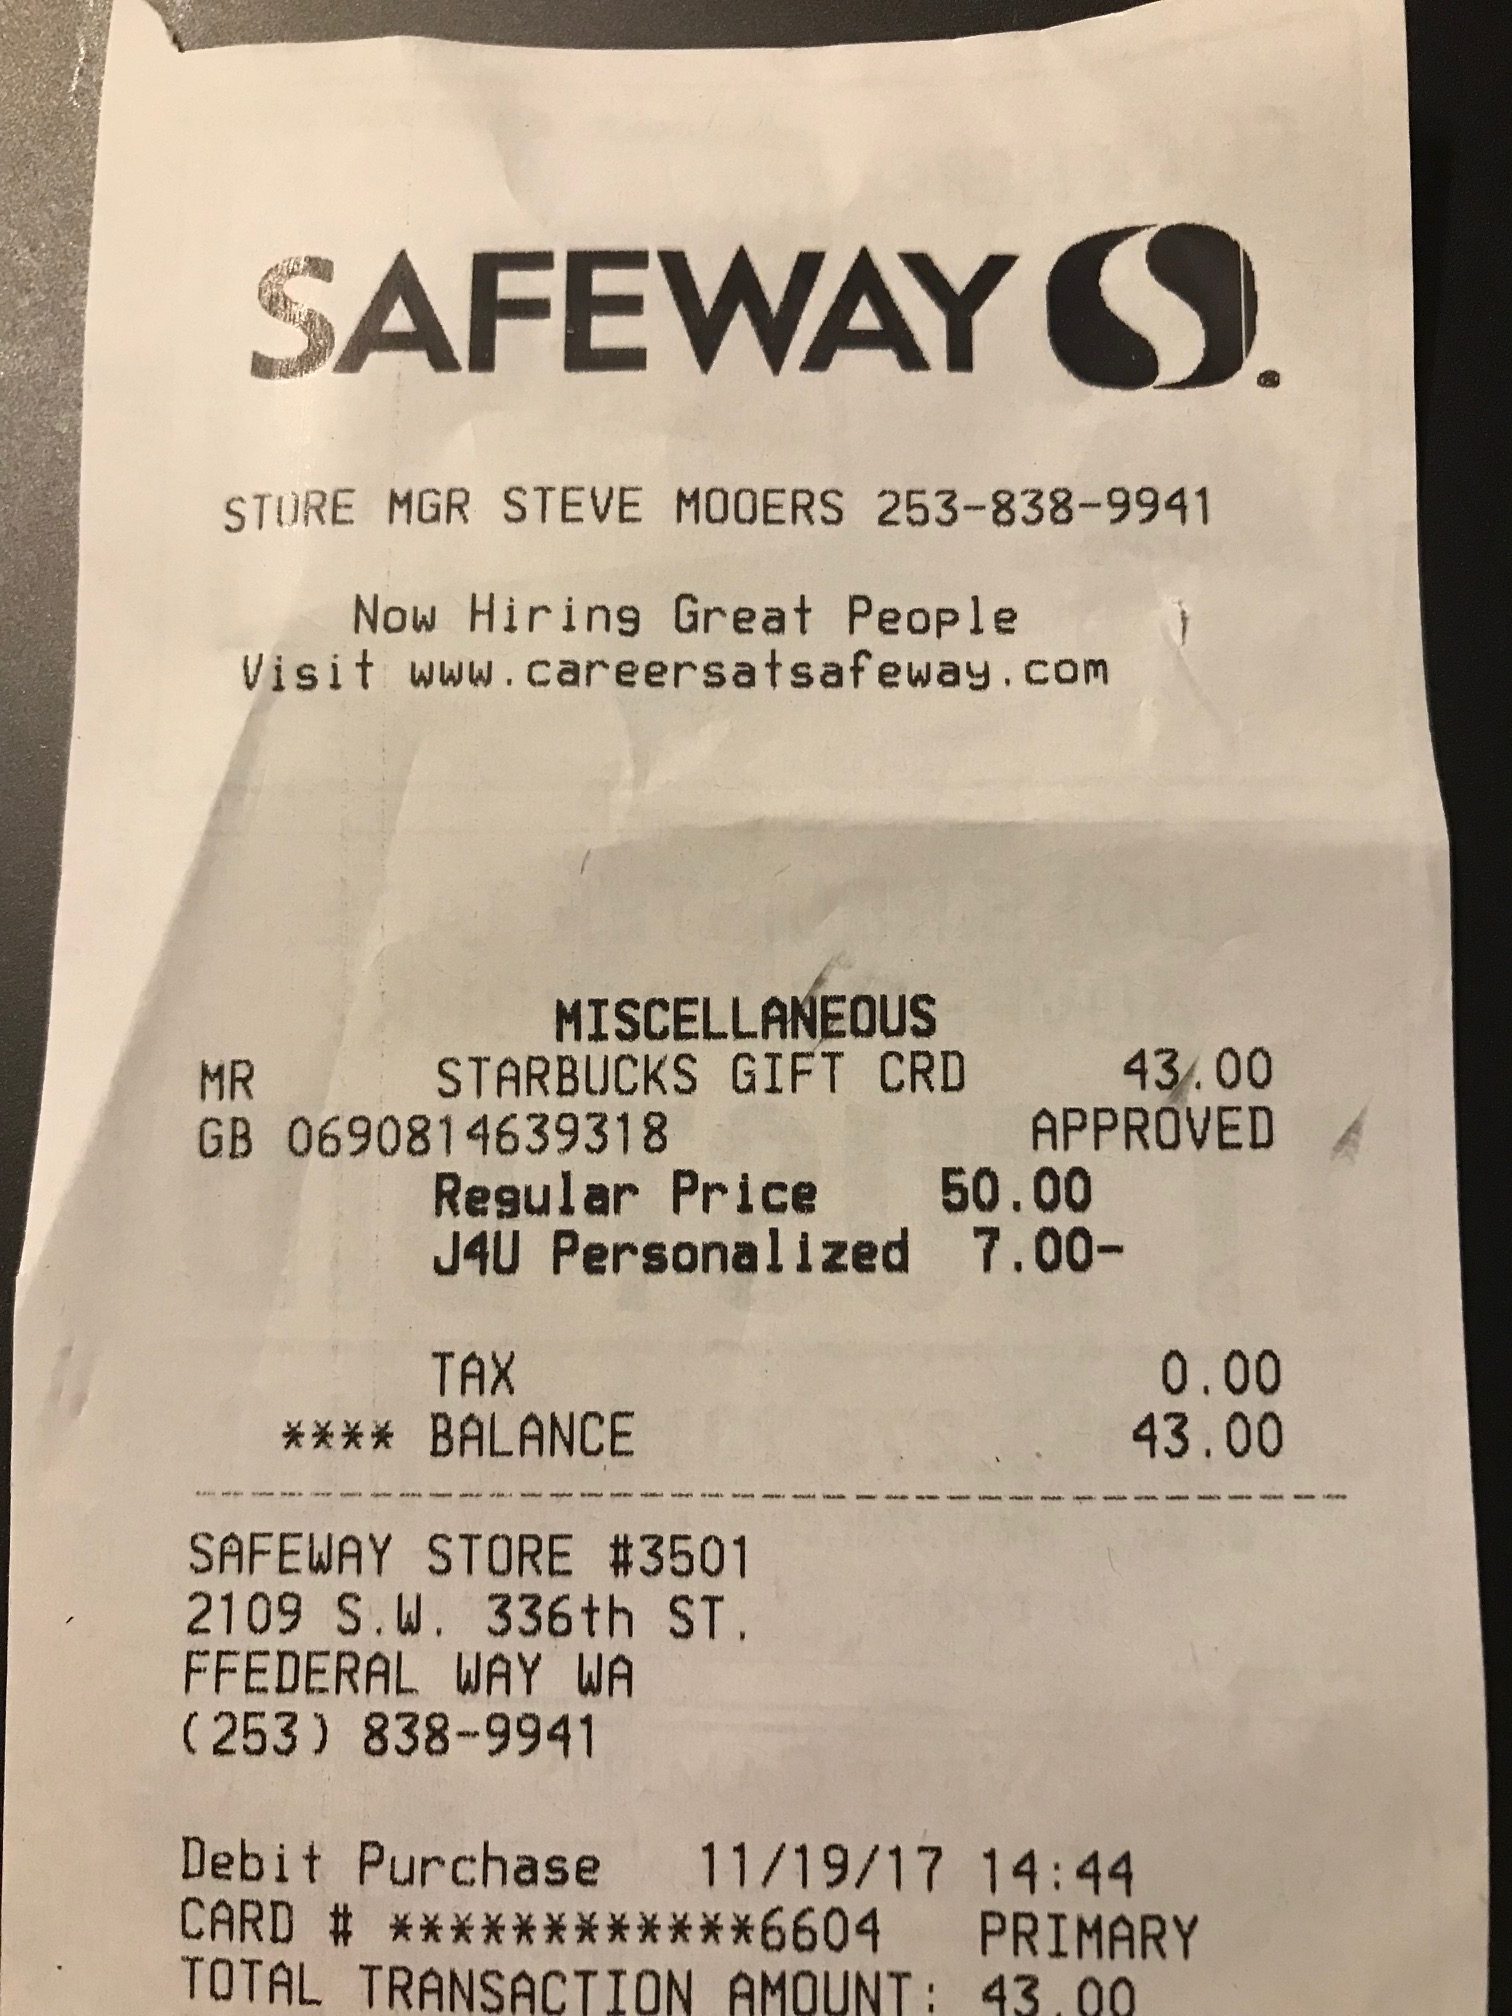 SAFEWAY
STORE MGR STEVE MOOERS 253-838-9941
Now Hiring Great People
Visit www.careersatsafeway.com
MISCELLANEOUS
MR STARBUCKS GIFT CRD 43.00
GB 0690814639318 APPROVED
Regular Price 50.00
J4U Personalized 7.00-
TAX 0.00
**** BALANCE 43.00
SAFEWAY STORE #3501
2109 S.W. 336th ST.
FFEDERAL WAY WA
(253) 838-9941
Debit Purchase 11/19/17 14:44
CARD # ************6604 PRIMARY
TOTAL TRANSACTION AMOUNT: 43.00